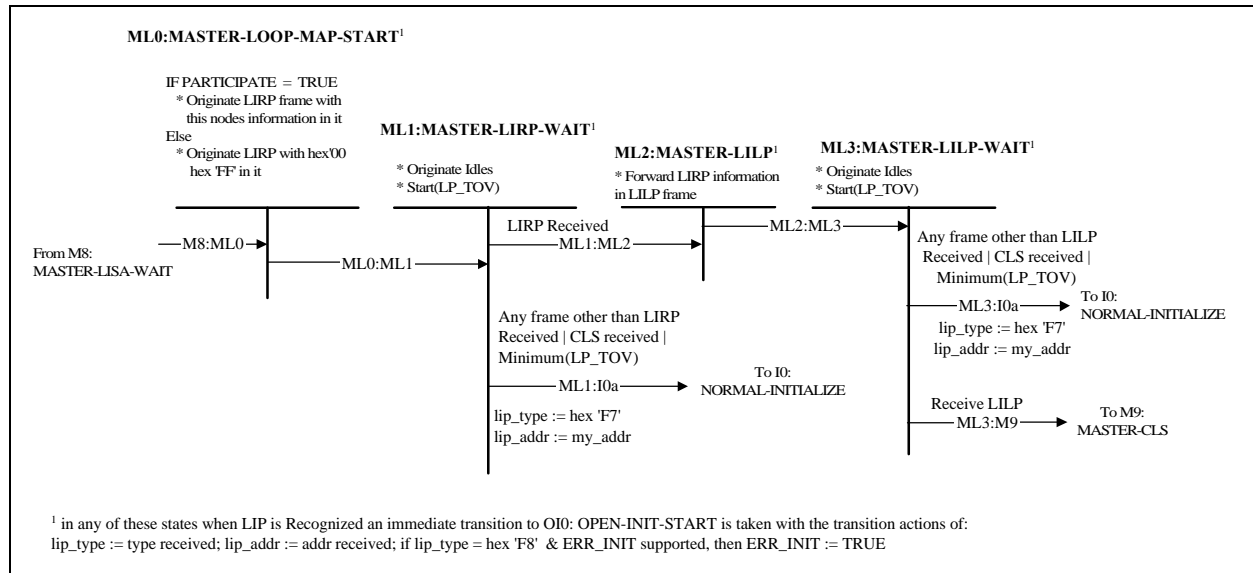 ML0:MASTER-LOOP-MAP-START¹
IF PARTICIPATE = TRUE
* Originate LIRP frame with
this nodes information in it
Else
* Originate LIRP with hex'00
hex 'FF' in it
From M8:
MASTER-LISA-WAIT
M8:ML0
ML0:ML1
ML1:MASTER-LIRP-WAIT¹
* Originate Idles
* Start(LP_TOV)
LIRP Received
ML1:ML2
Any frame other than LIRP
Received | CLS received |
Minimum(LP_TOV)
ML1:I0a
lip_type := hex 'F7'
lip_addr := my_addr
To I0:
NORMAL-INITIALIZE
ML2:MASTER-LILP¹
* Forward LIRP information
in LILP frame
ML2:ML3
ML3:MASTER-LILP-WAIT¹
* Originate Idles
* Start(LP_TOV)
Any frame other than LILP
Received | CLS received |
Minimum(LP_TOV)
ML3:I0a
lip_type := hex 'F7'
lip_addr := my_addr
To I0:
NORMAL-INITIALIZE
Receive LILP
ML3:M9
To M9:
MASTER-CLS
¹ in any of these states when LIP is Recognized an immediate transition to OI0: OPEN-INIT-START is taken with the transition actions of:
lip_type := type received; lip_addr := addr received; if lip_type = hex 'F8' & ERR_INIT supported, then ERR_INIT := TRUE